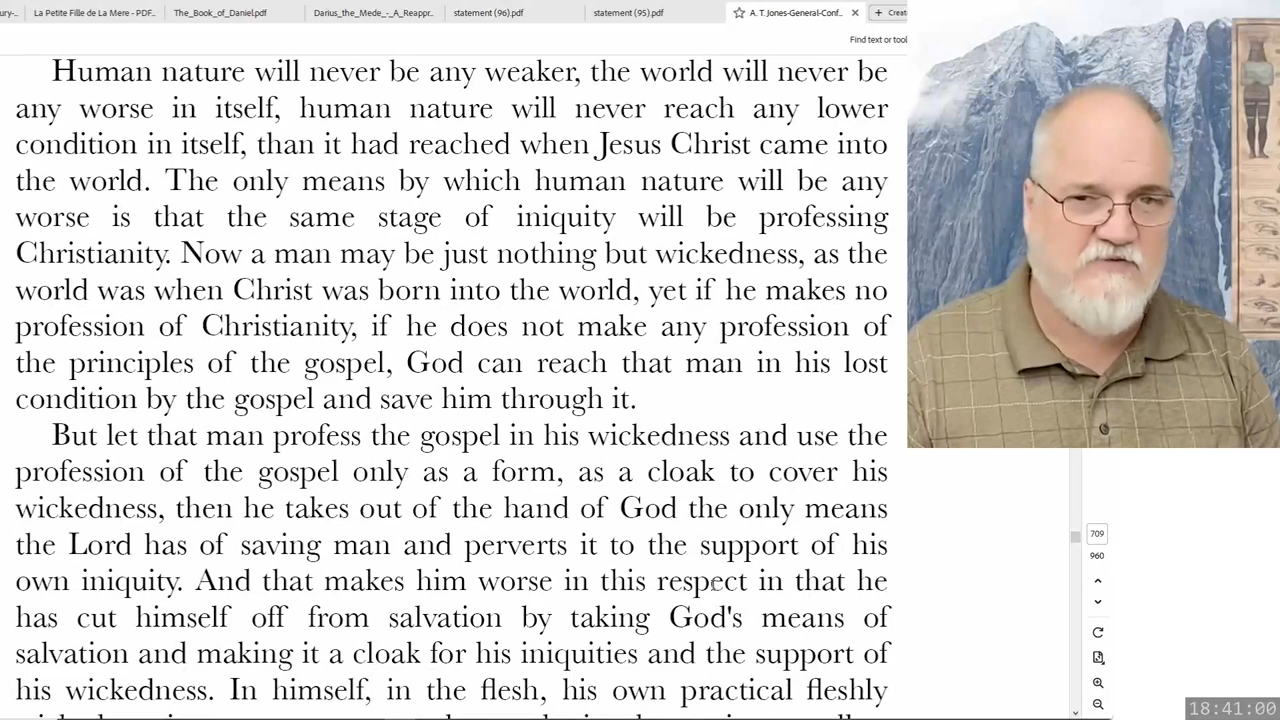 La Petite Fille de La Mere - PDF...
The_Book_of_Daniel.pdf
Darius_the_Mede_-_A_Reappr...
statement (96).pdf
statement (95).pdf
A. T. Jones-General-Conf...
Find text or tool
Human nature will never be any weaker, the world will never be
any worse in itself, human nature will never reach any lower
condition in itself, than it had reached when Jesus Christ came into
the world. The only means by which human nature will be any
worse is that the same stage of iniquity will be professing
Christianity. Now a man may be just nothing but wickedness, as the
world was when Christ was born into the world, yet if he makes no
profession of Christianity, if he does not make any profession of
the principles of the gospel, God can reach that man in his lost
condition by the gospel and save him through it.
But let that man profess the gospel in his wickedness and use the
profession of the gospel only as a form, as a cloak to cover his
wickedness, then he takes out of the hand of God the only means
the Lord has of saving man and perverts it to the support of his
own iniquity. And that makes him worse in this respect in that he
has cut himself off from salvation by taking God's means of
salvation and making it a cloak for his iniquities and the support of
his wickedness. In himself, in the flesh, his own practical fleshly
709
960
18:41:00